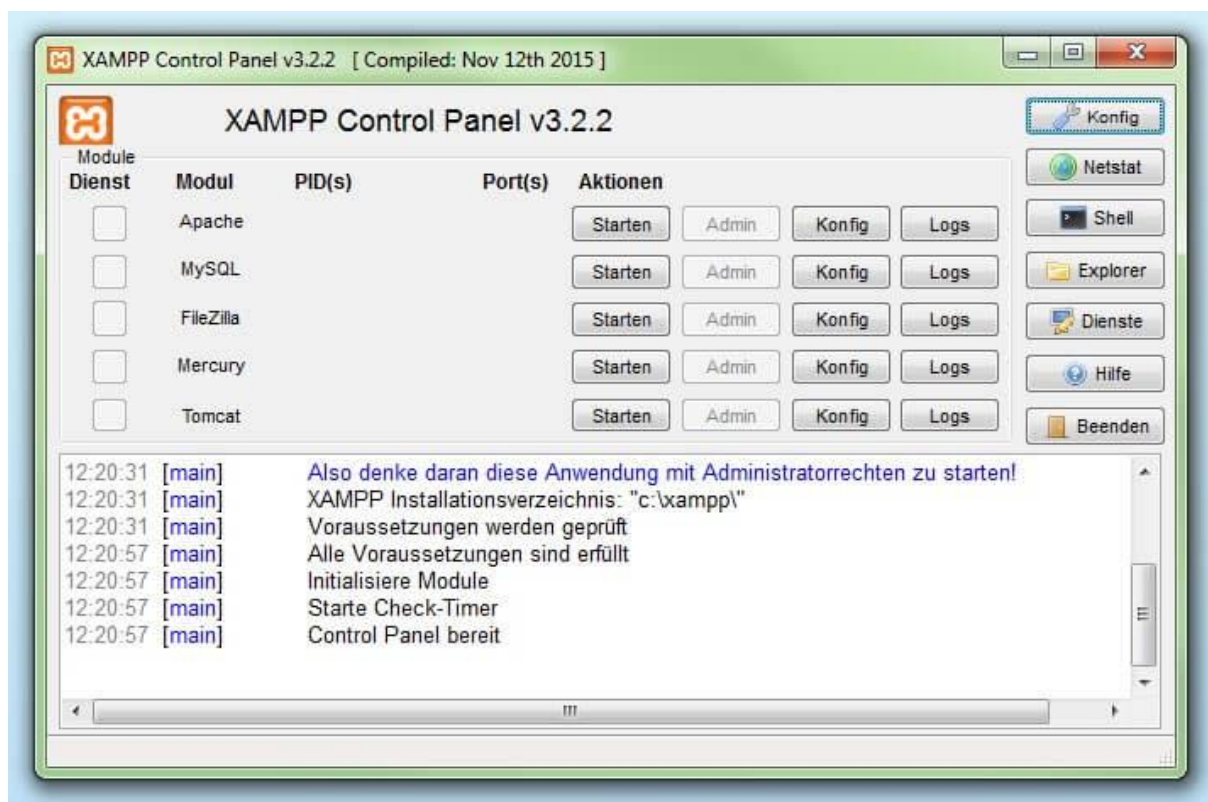 XAMPP Control Panel v3.2.2 [ Compiled: Nov 12th 2015 ]
XAMPP Control Panel v3.2.2
Konfig
Module
Dienst Modul PID(s) Port(s) Aktionen
Netstat
Apache Starten Admin Konfig Logs
Shell
MySQL Starten Admin Konfig Logs
Explorer
FileZilla Starten Admin Konfig Logs
Dienste
Mercury Starten Admin Konfig Logs
Hilfe
Tomcat Starten Admin Konfig Logs
Beenden
12:20:31 [main] Also denke daran diese Anwendung mit Administratorrechten zu starten!
12:20:31 [main] XAMPP Installationsverzeichnis: "c:\xampp\"
12:20:31 [main] Voraussetzungen werden geprüft
12:20:57 [main] Alle Voraussetzungen sind erfüllt
12:20:57 [main] Initialisiere Module
12:20:57 [main] Starte Check-Timer
12:20:57 [main] Control Panel bereit